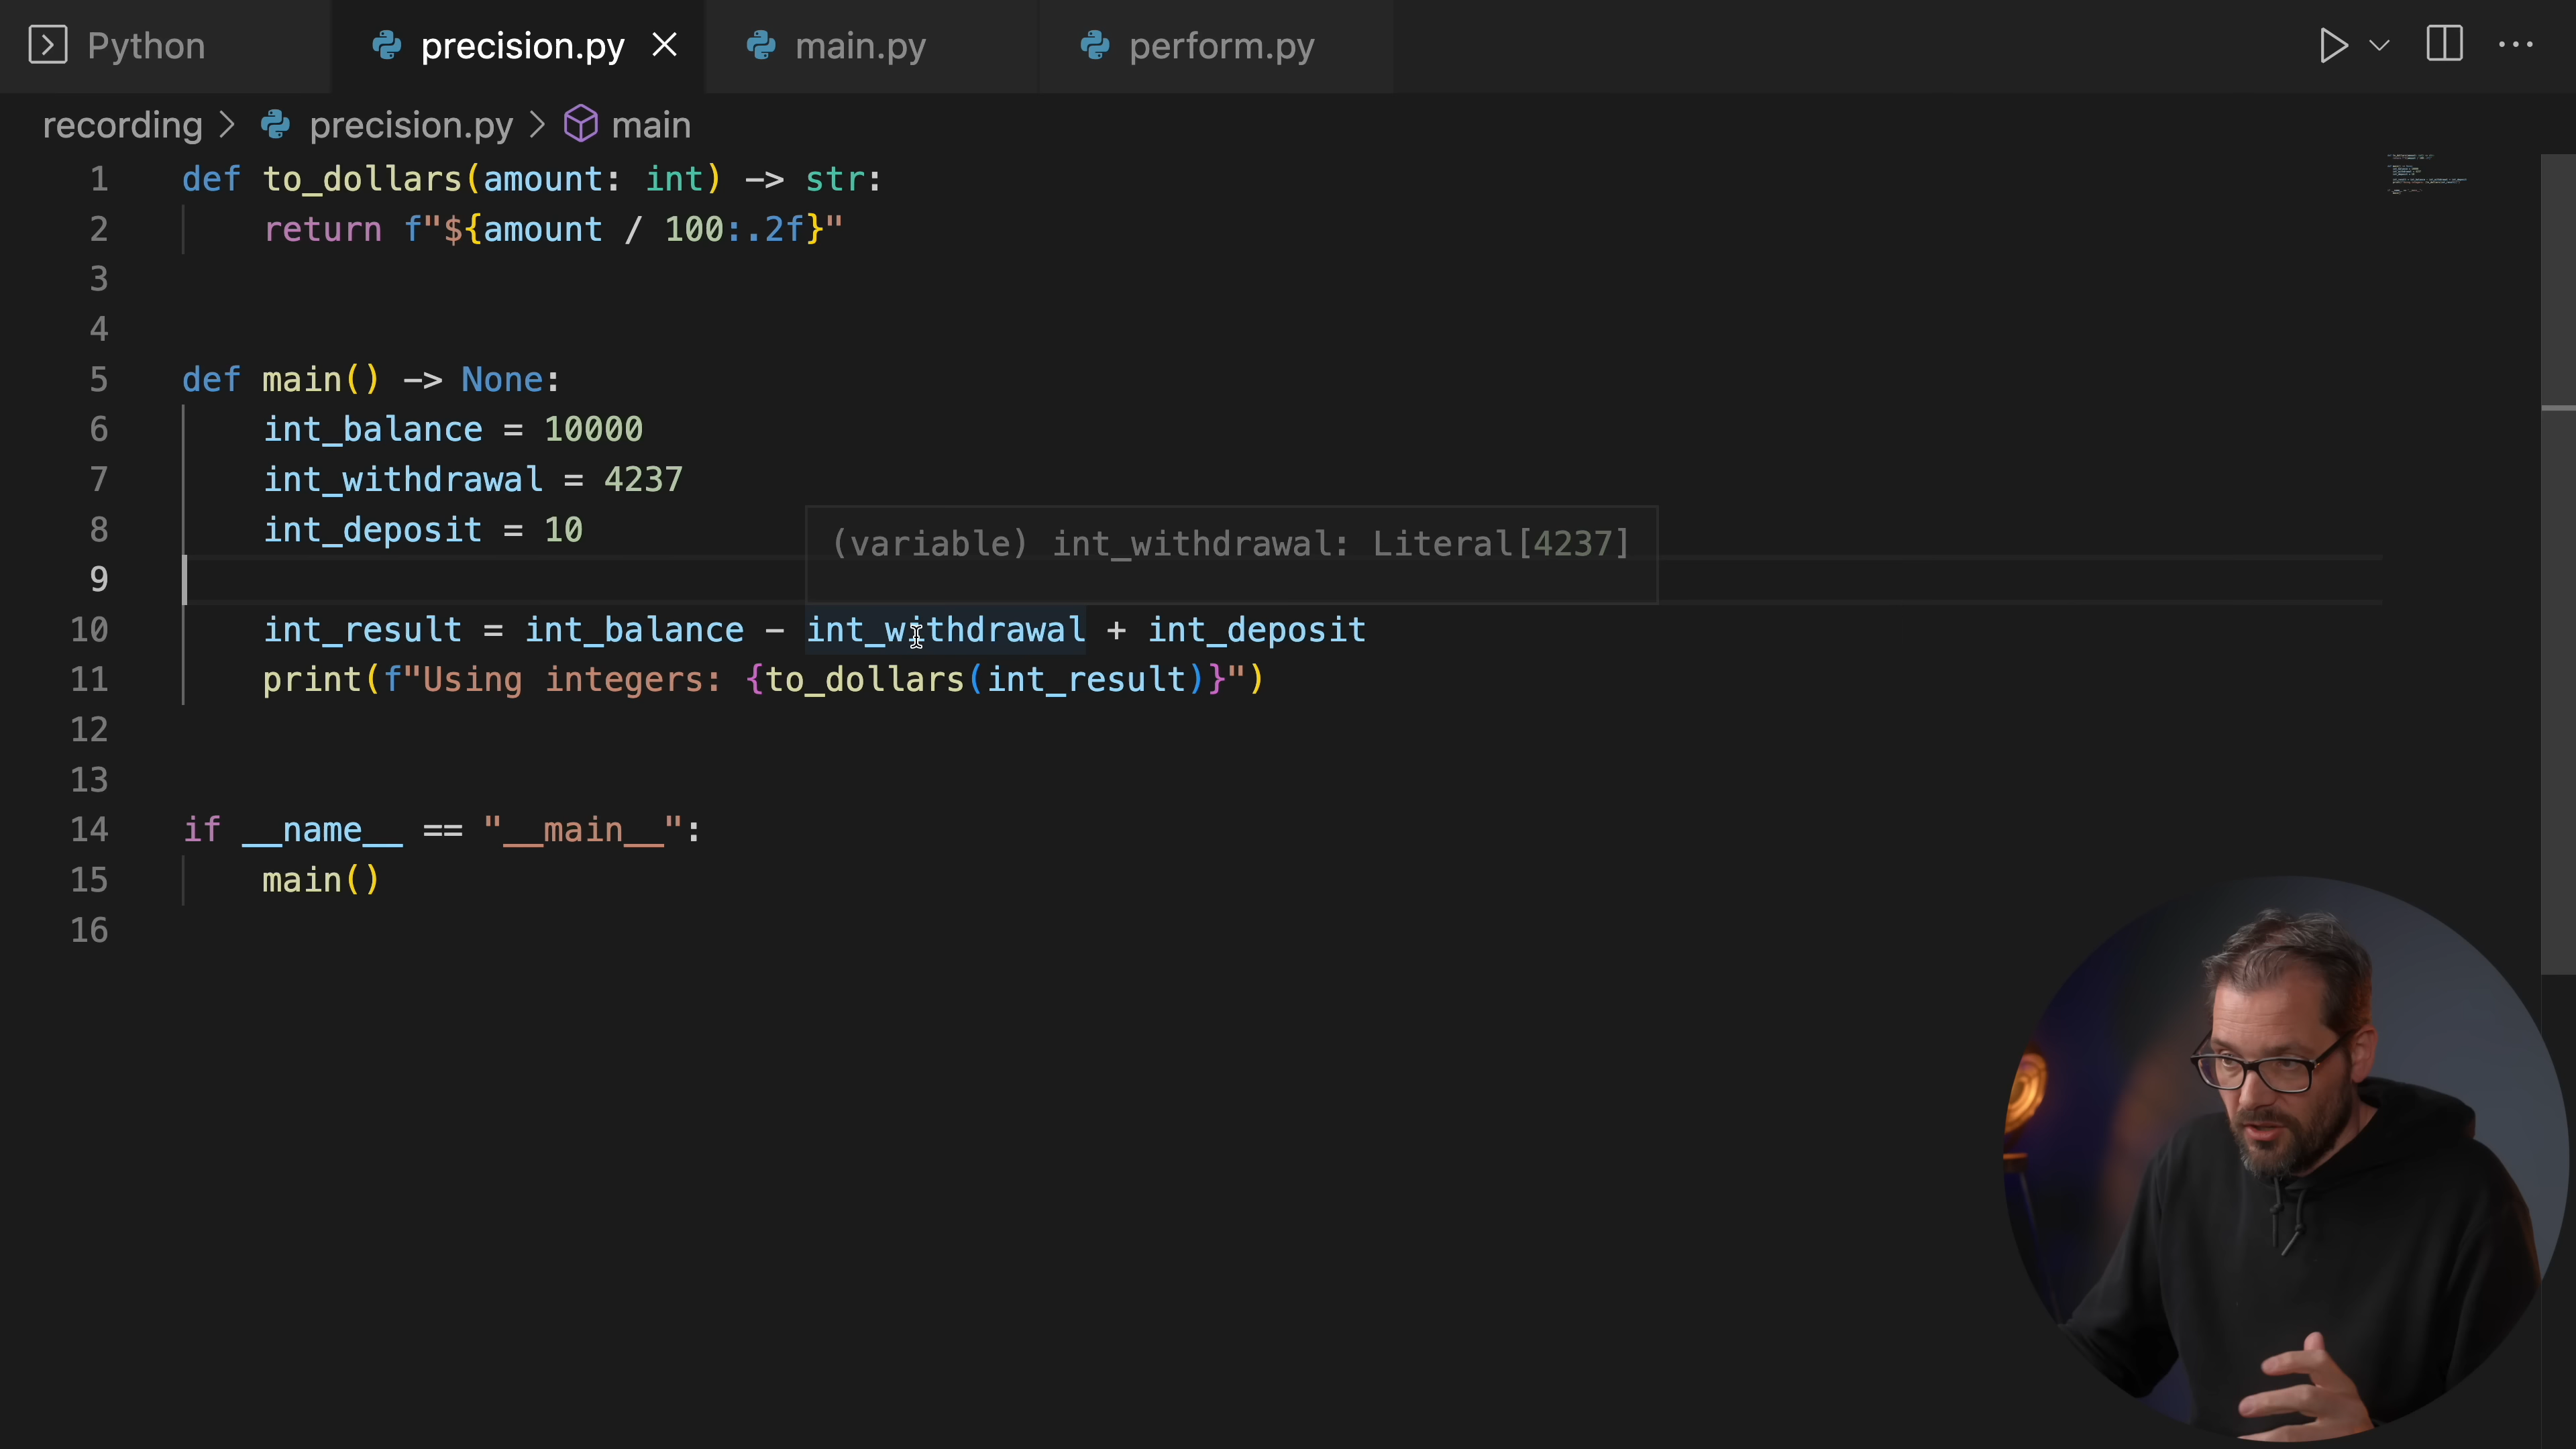 Python precision.py main.py perform.py
recording > precision.py > main
1 def to_dollars(amount: int) -> str:
2     return f"${amount / 100:.2f}"
3
4
5 def main() -> None:
6     int_balance = 10000
7     int_withdrawal = 4237
8     int_deposit = 10
(variable) int_withdrawal: Literal[4237]
9
10     int_result = int_balance - int_withdrawal + int_deposit
11     print(f"Using integers: {to_dollars(int_result)}")
12
13
14 if __name__ == "__main__":
15     main()
16